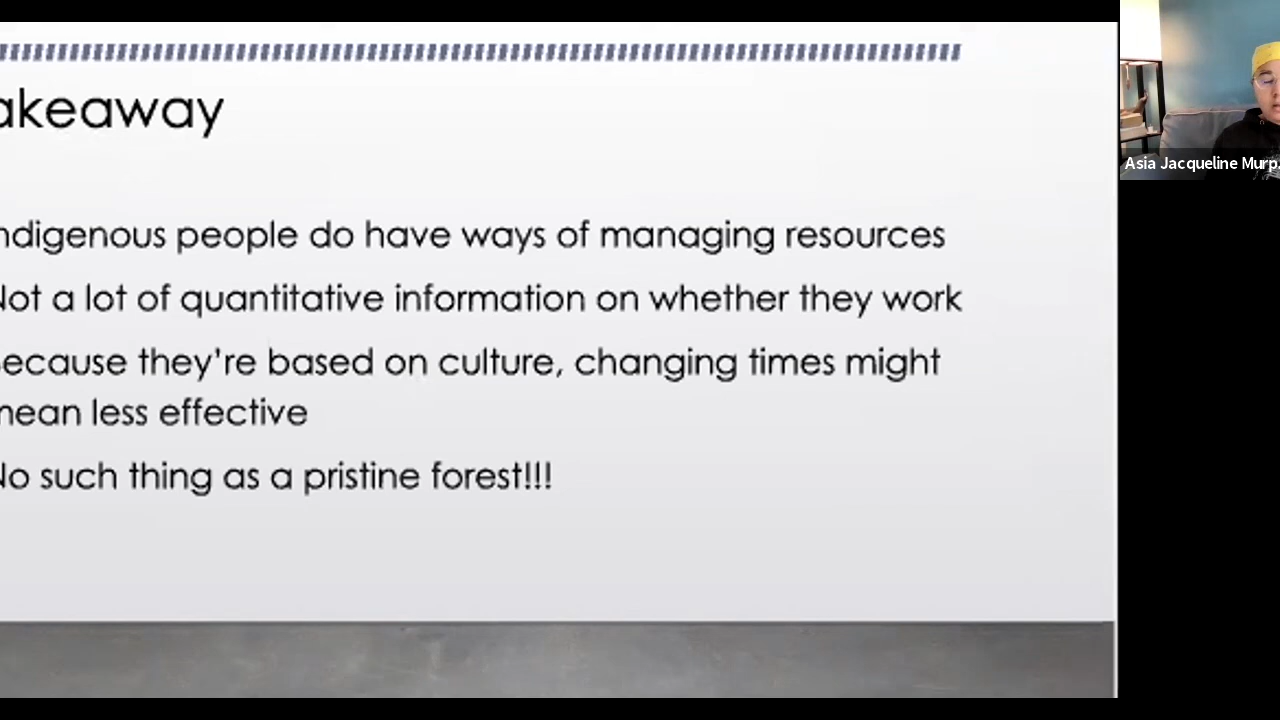 akeaway
ndigenous people do have ways of managing resources
Not a lot of quantitative information on whether they work
ecause they're based on culture, changing times might
mean less effective
No such thing as a pristine forest!!!
Asia Jacqueline Murp.